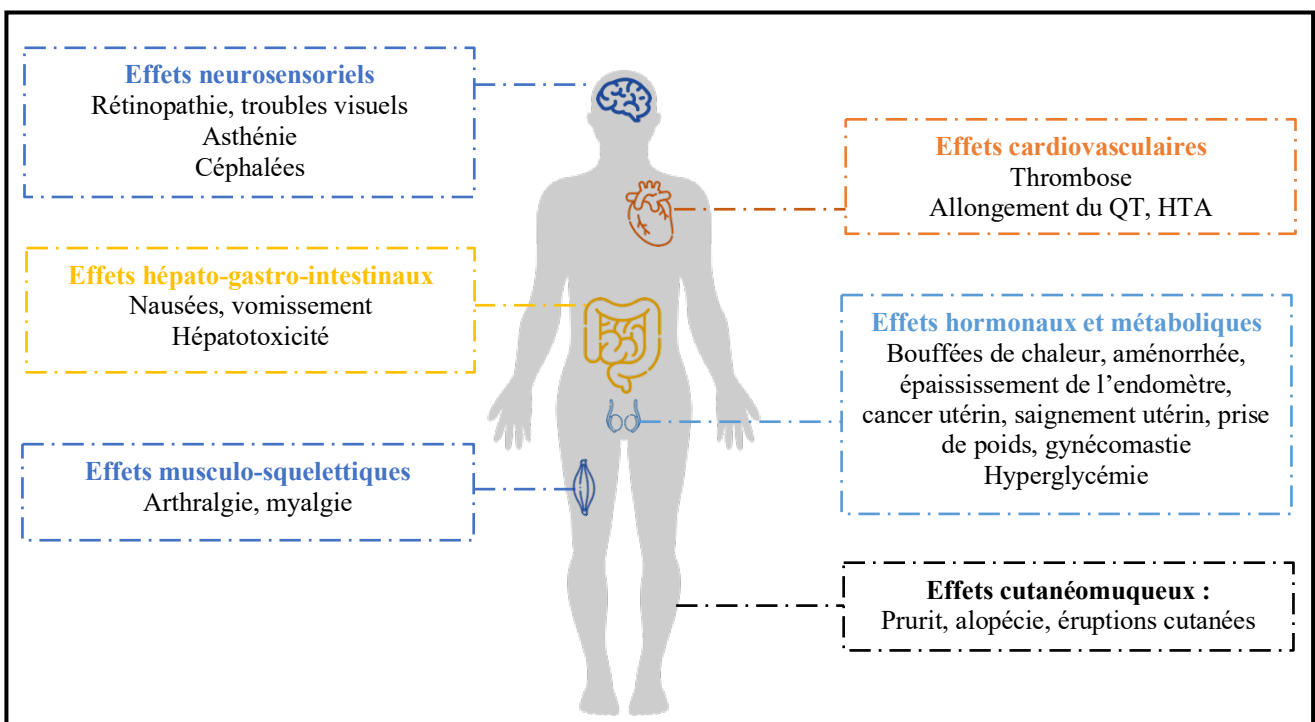 Effets neurosensoriels
Rétinopathie, troubles visuels
Asthénie
Céphalées
Effets cardiovasculaires
Thrombose
Allongement du QT, HTA
Effets hépato-gastro-intestinaux
Nausées, vomissement
Hépatotoxicité
Effets hormonaux et métaboliques
Bouffées de chaleur, aménorrhée,
épaississement de l’endomètre,
cancer utérin, saignement utérin, prise
de poids, gynécomastie
Hyperglycémie
Effets musculo-squelettiques
Arthralgie, myalgie
Effets cutanéomuqueux :
Prurit, alopécie, éruptions cutanées